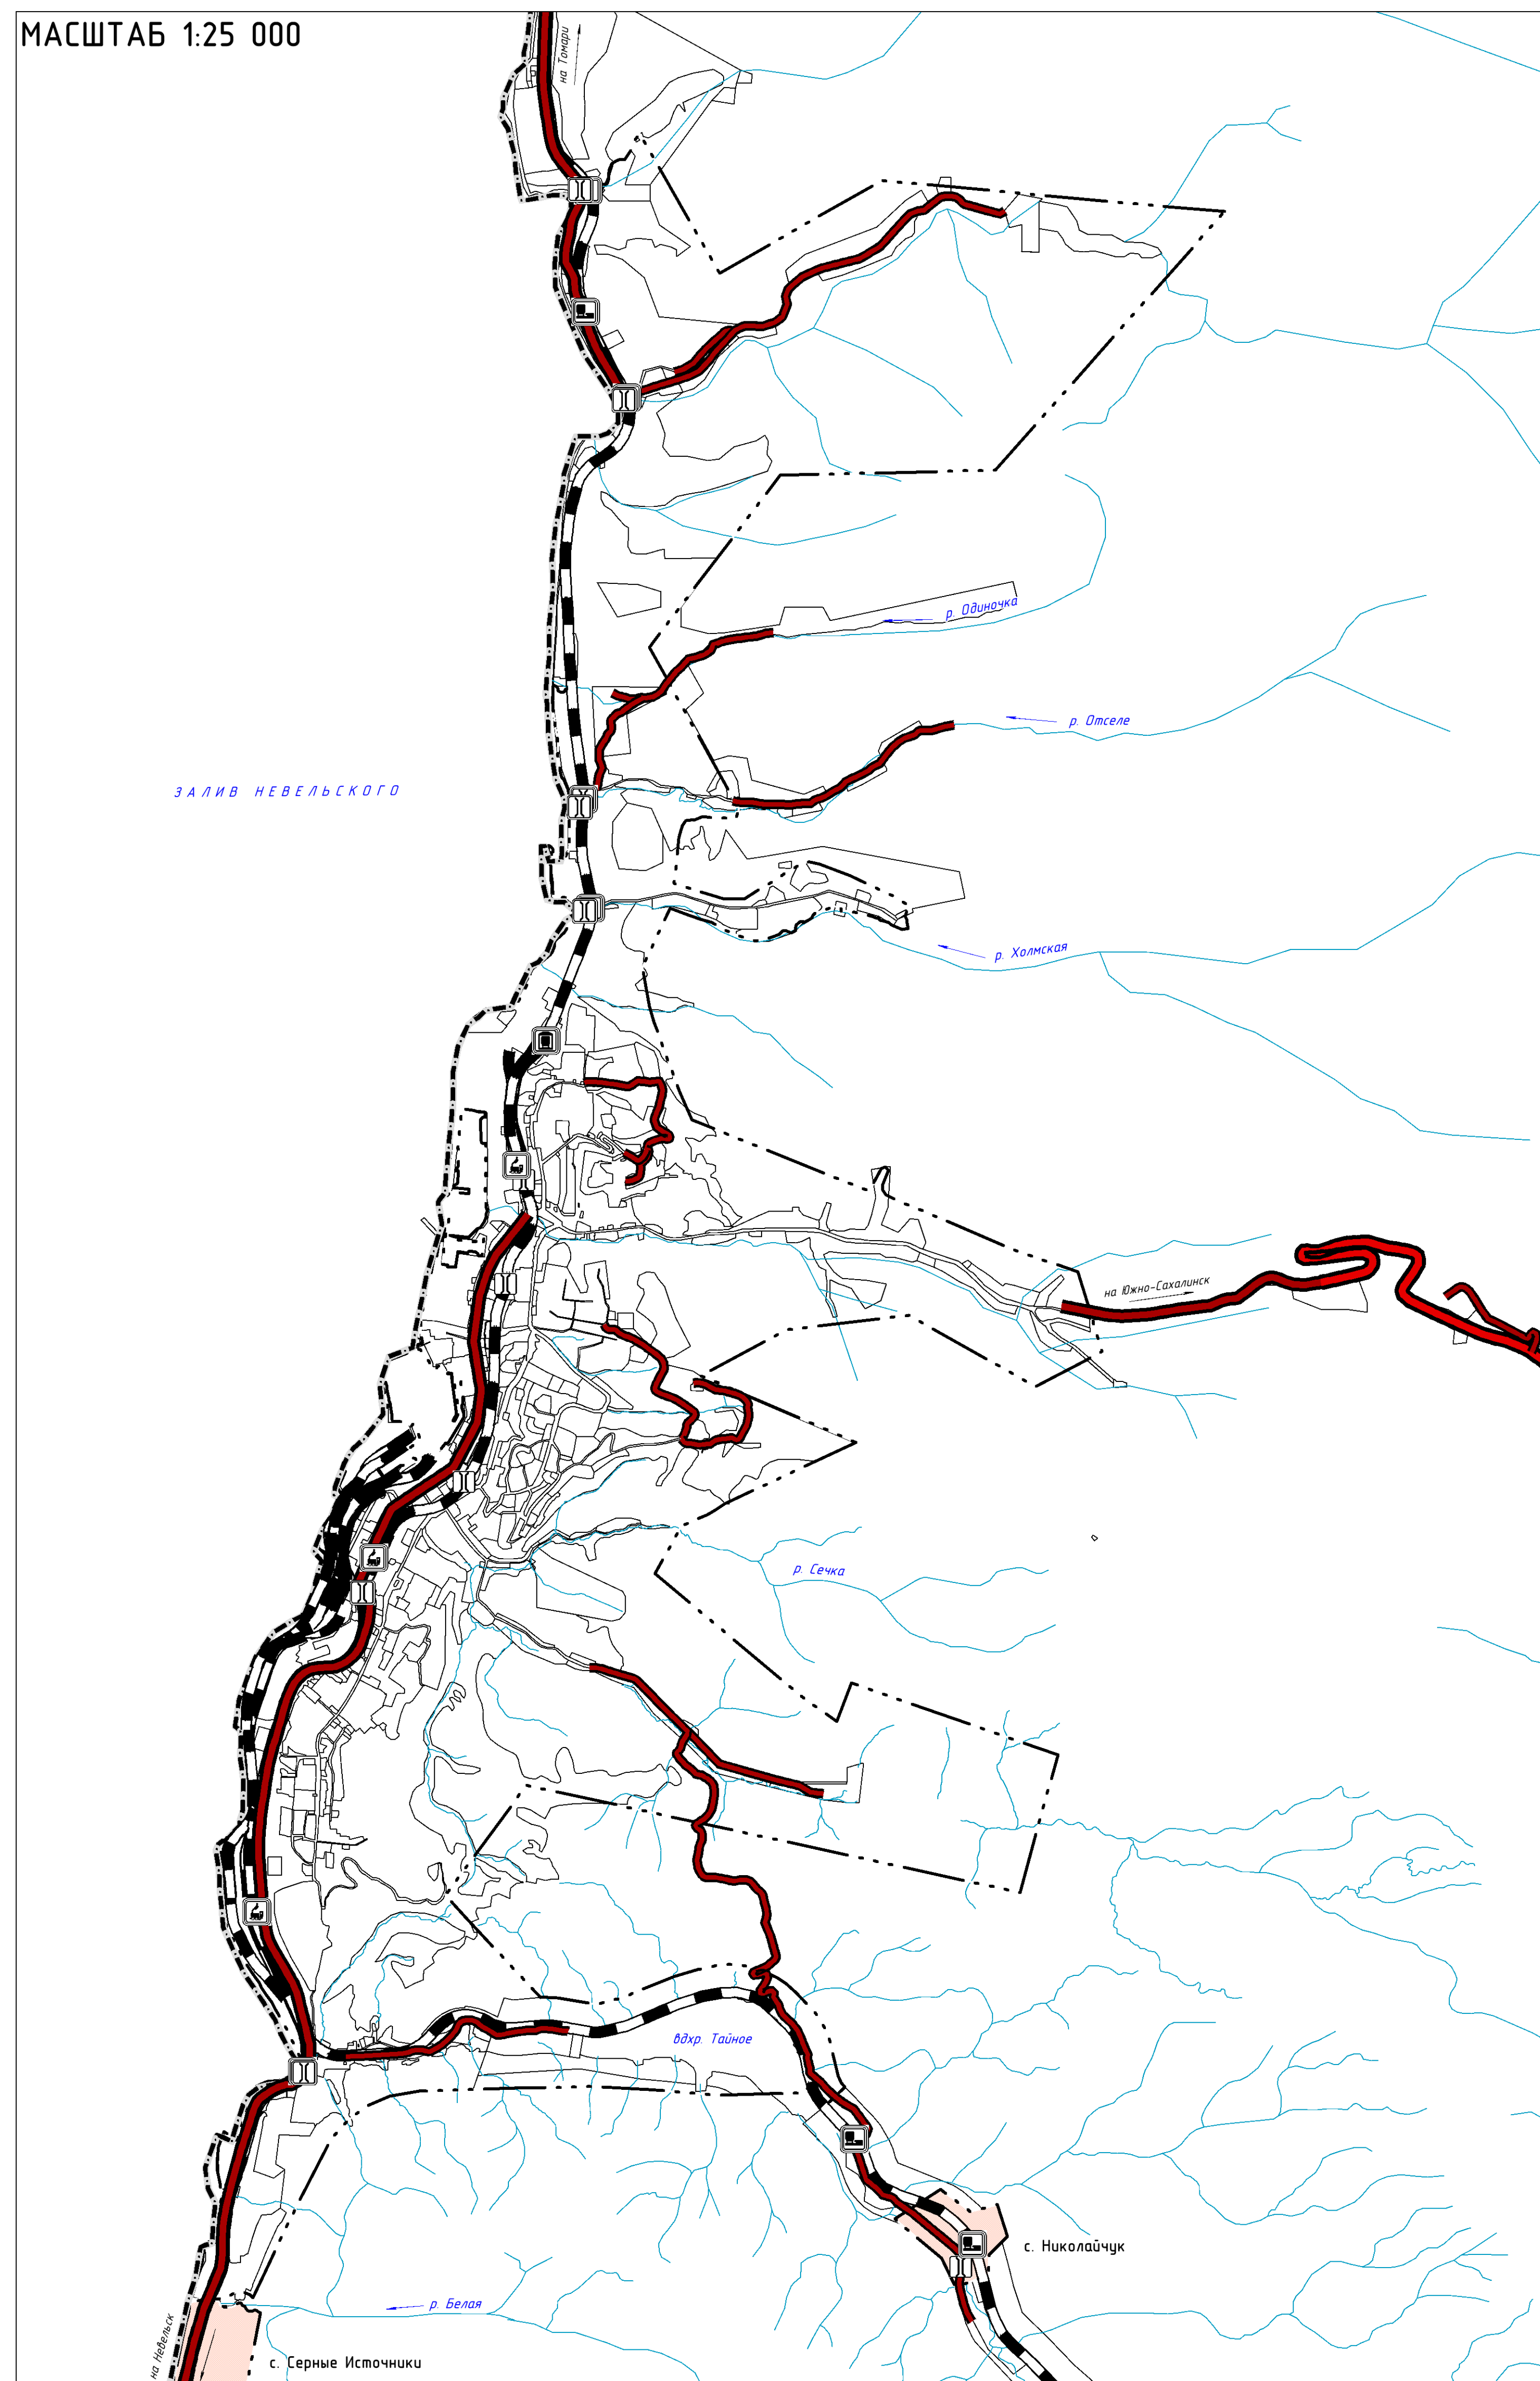 МАСШТАБ 1:25 000
на Томари
р. Одиночка
р. Отселе
ЗАЛИВ НЕВЕЛЬСКОГО
р. Холмская
на Южно-Сахалинск
р. Сечка
вдхр. Тайное
с. Николайчук
р. Белая
на Невельск
с. Серные Источники